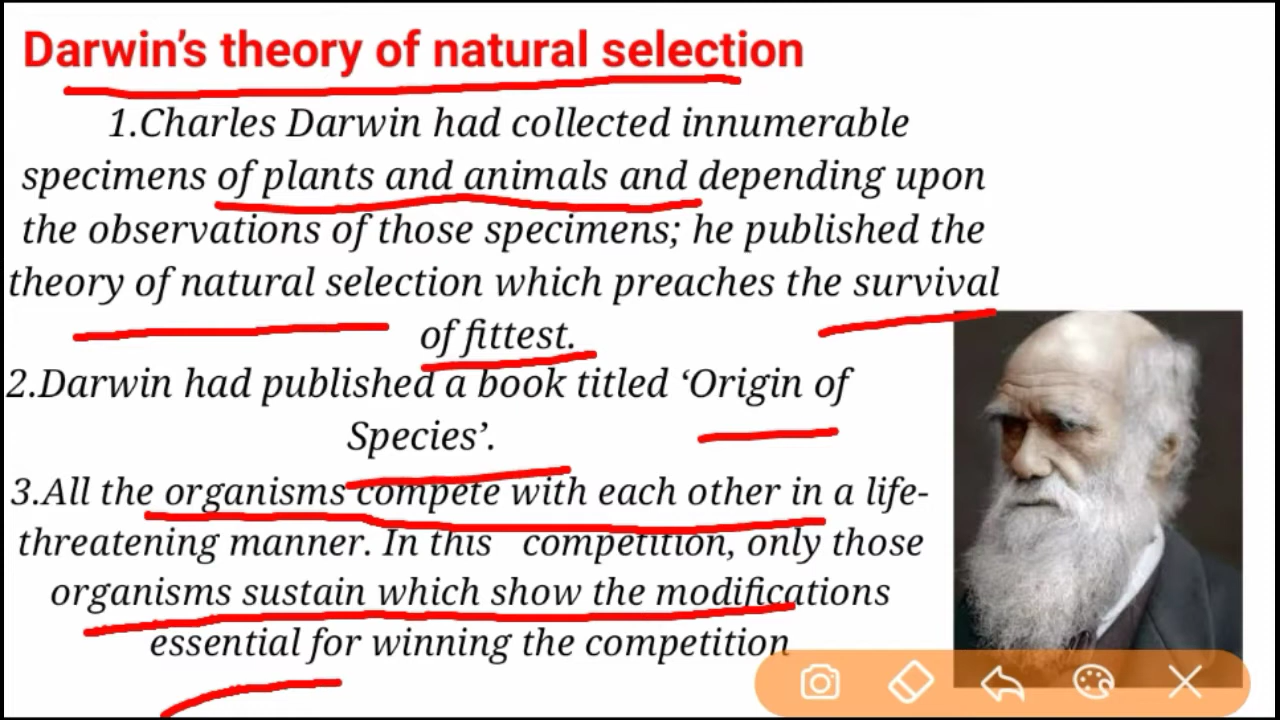 Darwin's theory of natural selection
1.Charles Darwin had collected innumerable
specimens of plants and animals and depending upon
the observations of those specimens; he published the
theory of natural selection which preaches the survival
of fittest.
2.Darwin had published a book titled ‘Origin of
Species’.
3.All the organisms compete with each other in a life-
threatening manner. In this competition, only those
organisms sustain which show the modifications
essential for winning the competition